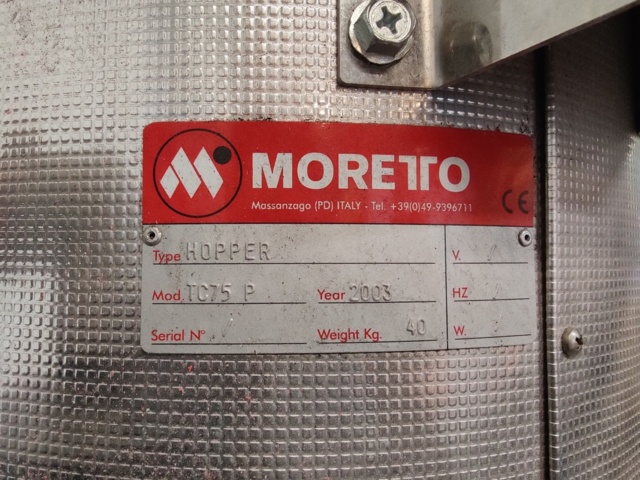 MORETTO
Massanzago (PD) ITALY - Tel. +39(0)49-9396711
CE
Type HOPPER V. /
Mod. TC75 P Year 2003 HZ /
Serial N° / Weight Kg. 40 W. /